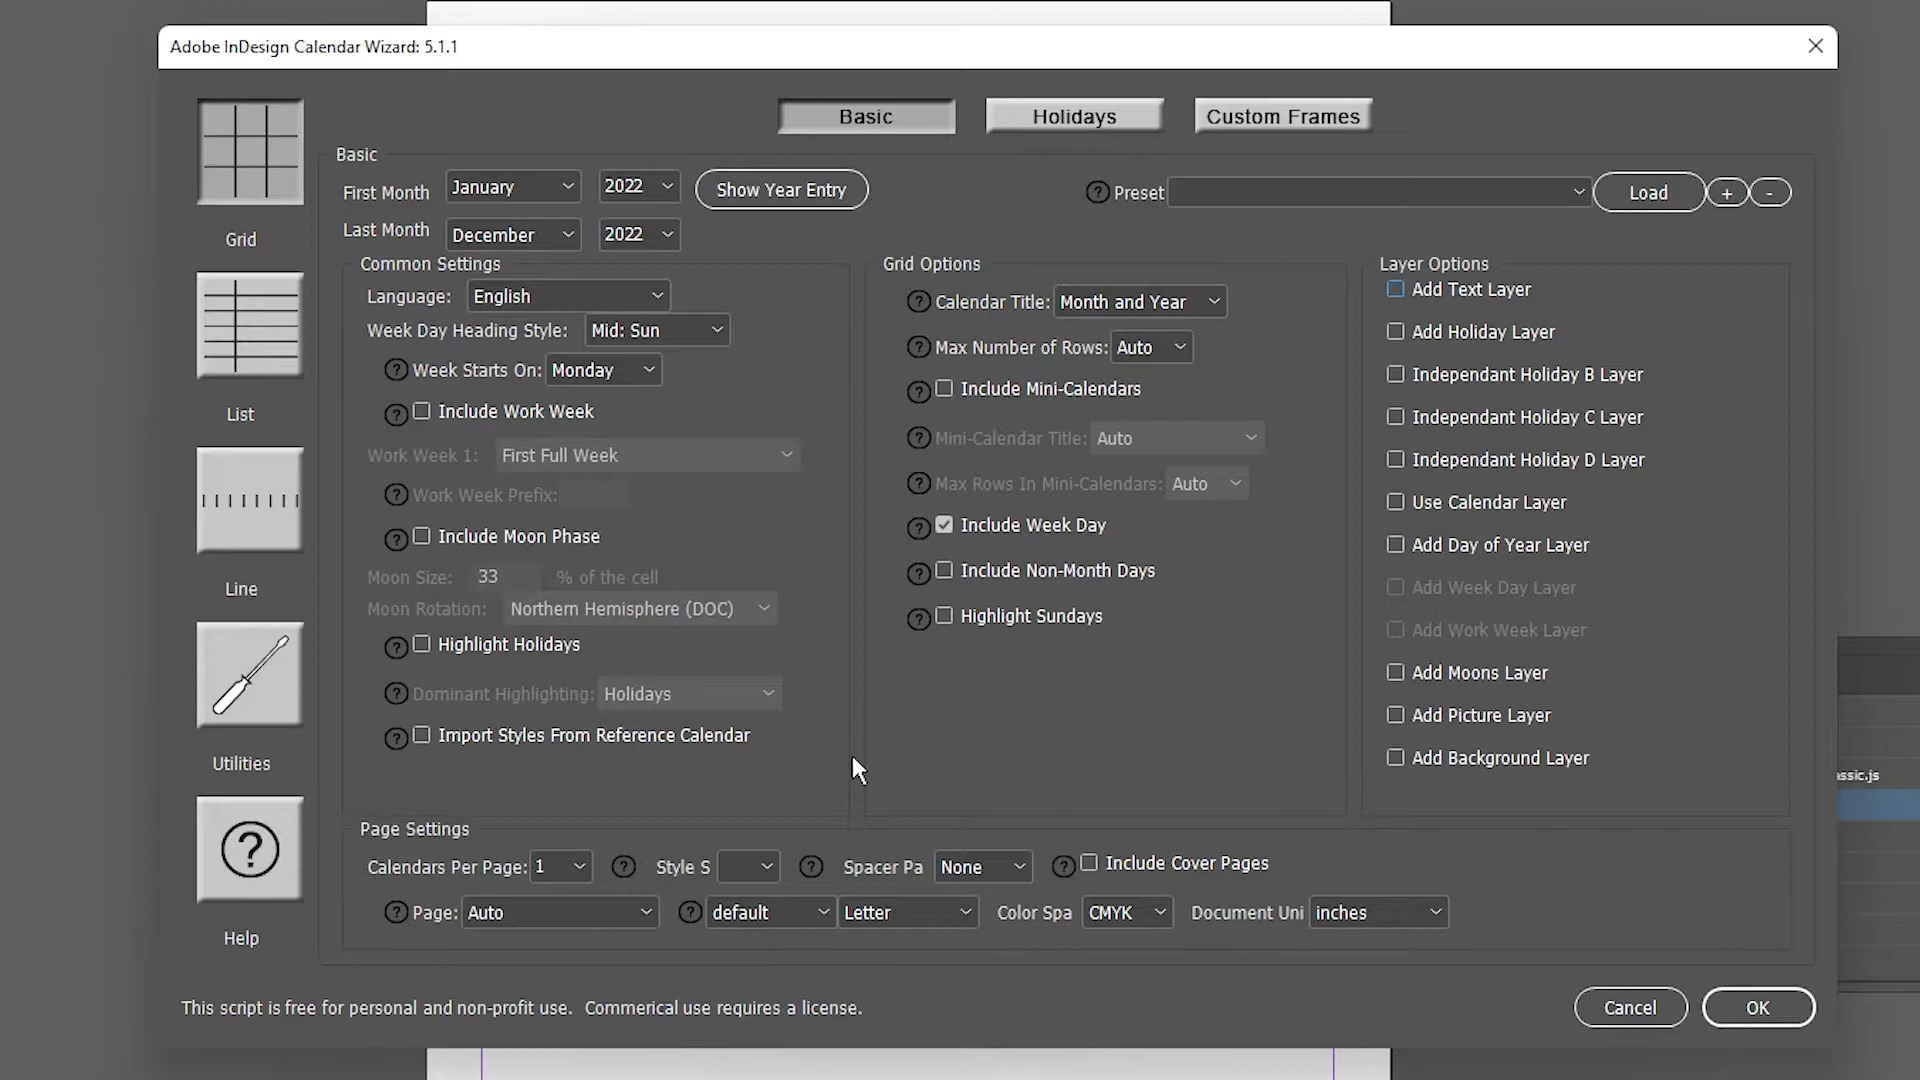 Adobe InDesign Calendar Wizard: 5.1.1
Basic
Holidays
Custom Frames
Grid
List
Line
Utilities
Help
Basic
First Month January 2022 Show Year Entry
Preset Load + -
Last Month December 2022
Common Settings
Language: English
Week Day Heading Style: Mid: Sun
Week Starts On: Monday
Include Work Week
Work Week 1: First Full Week
Work Week Prefix:
Include Moon Phase
Moon Size: 33 % of the cell
Moon Rotation: Northern Hemisphere (DOC)
Highlight Holidays
Dominant Highlighting: Holidays
Import Styles From Reference Calendar
Grid Options
Calendar Title: Month and Year
Max Number of Rows: Auto
Include Mini-Calendars
Mini-Calendar Title: Auto
Max Rows In Mini-Calendars: Auto
Include Week Day
Include Non-Month Days
Highlight Sundays
Layer Options
Add Text Layer
Add Holiday Layer
Independant Holiday B Layer
Independant Holiday C Layer
Independant Holiday D Layer
Use Calendar Layer
Add Day of Year Layer
Add Week Day Layer
Add Work Week Layer
Add Moons Layer
Add Picture Layer
Add Background Layer
Page Settings
Calendars Per Page: 1 Style S Spacer Pa None Include Cover Pages
Page: Auto default Letter Color Spa CMYK Document Uni inches
This script is free for personal and non-profit use. Commerical use requires a license.
Cancel OK